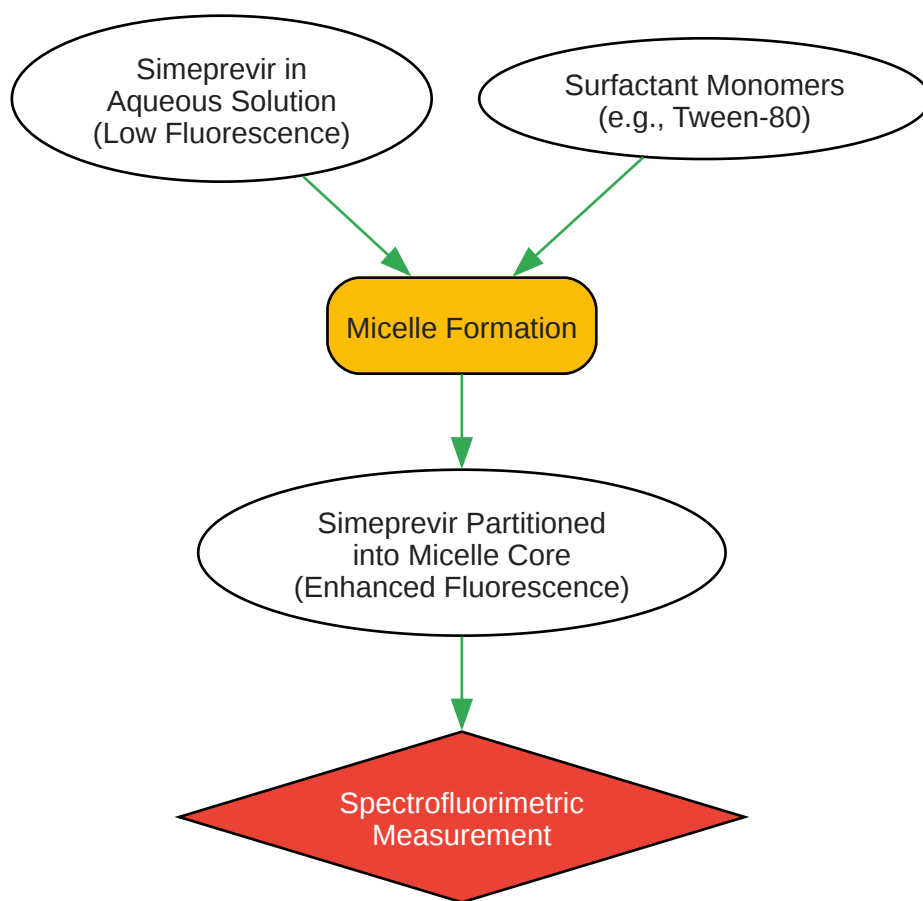 Simeprevir in
Aqueous Solution
(Low Fluorescence)
Surfactant Monomers
(e.g., Tween-80)
Micelle Formation
Simeprevir Partitioned
into Micelle Core
(Enhanced Fluorescence)
Spectrofluorimetric
Measurement